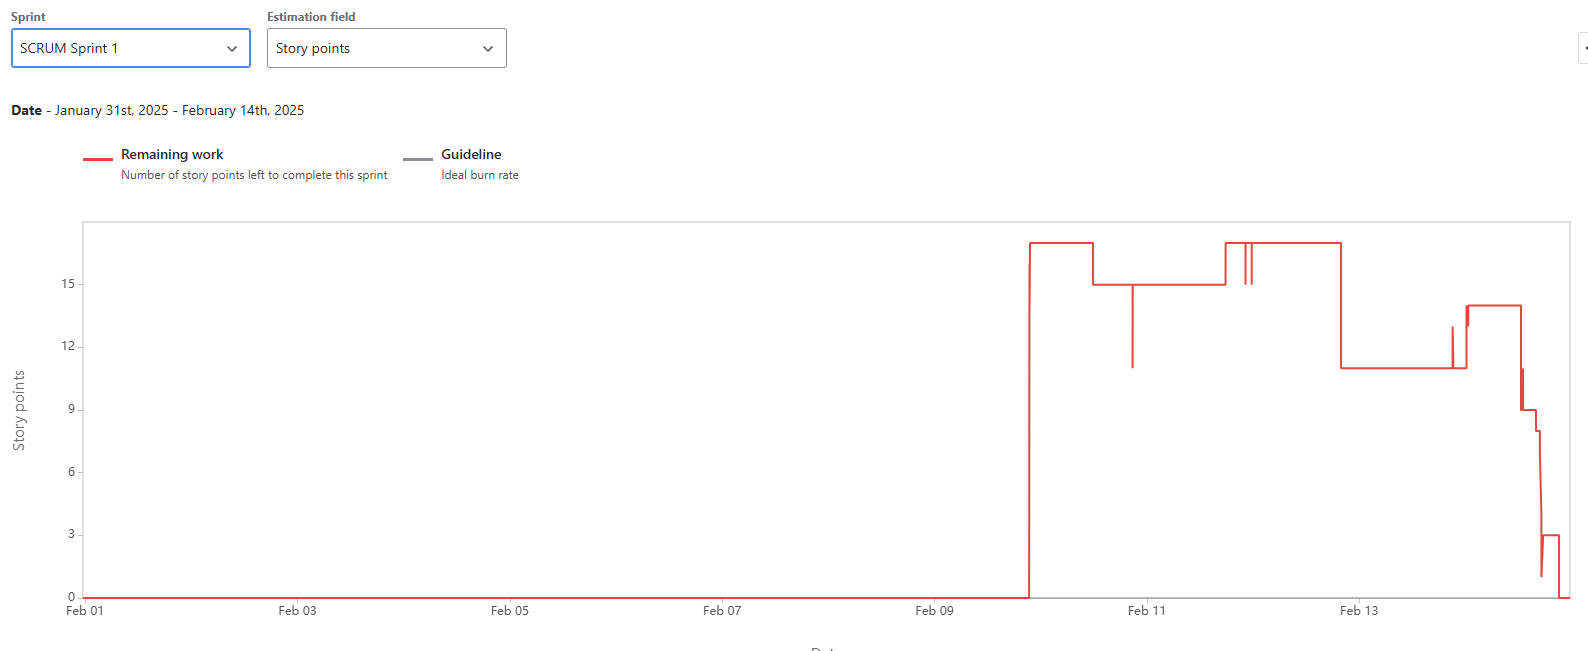 Sprint
Estimation field
SCRUM Sprint 1
Story points
Date - January 31st, 2025 - February 14th, 2025
Remaining work
Number of story points left to complete this sprint
Guideline
Ideal burn rate
Story points
15
12
9
6
3
0
Feb 01
Feb 03
Feb 05
Feb 07
Feb 09
Feb 11
Feb 13